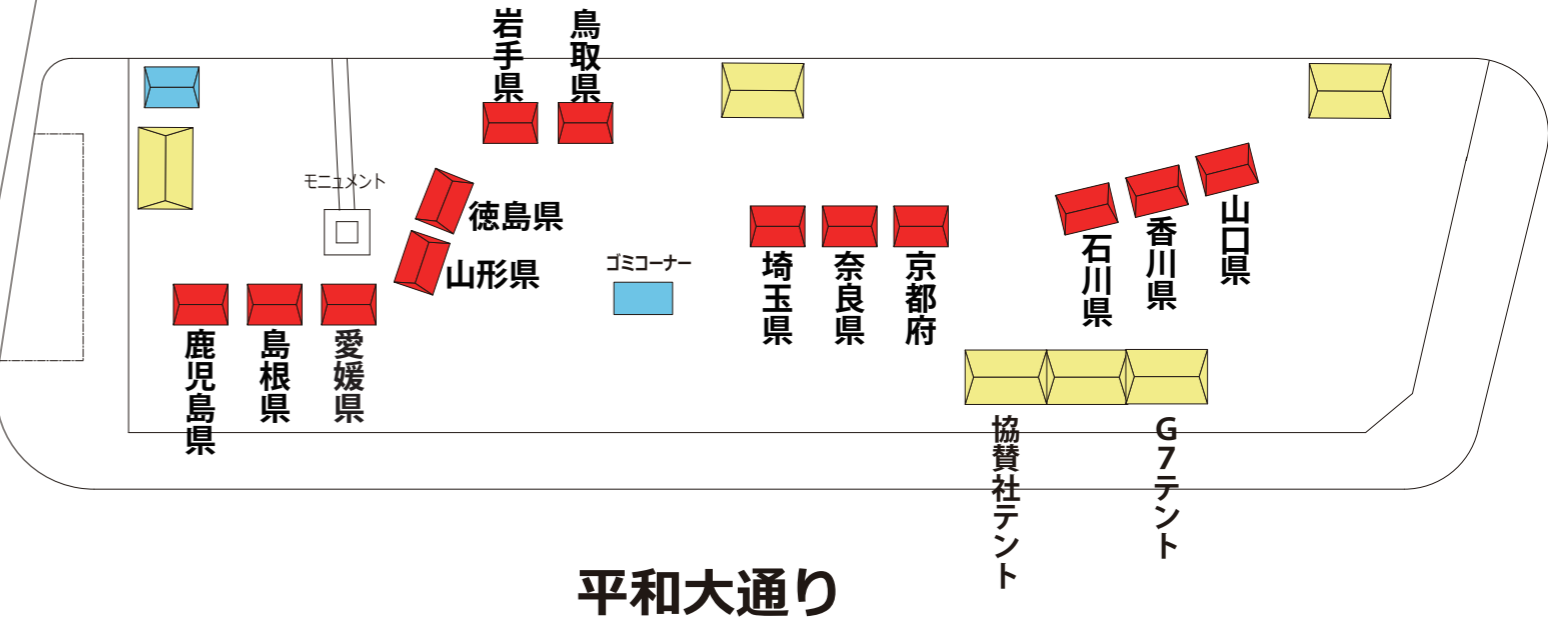 岩手県
鳥取県
モニュメント
徳島県
山形県
ゴミコーナー
鹿児島県
島根県
愛媛県
埼玉県
奈良県
京都府
石川県
香川県
山口県
協賛社テント
G7テント
平和大通り